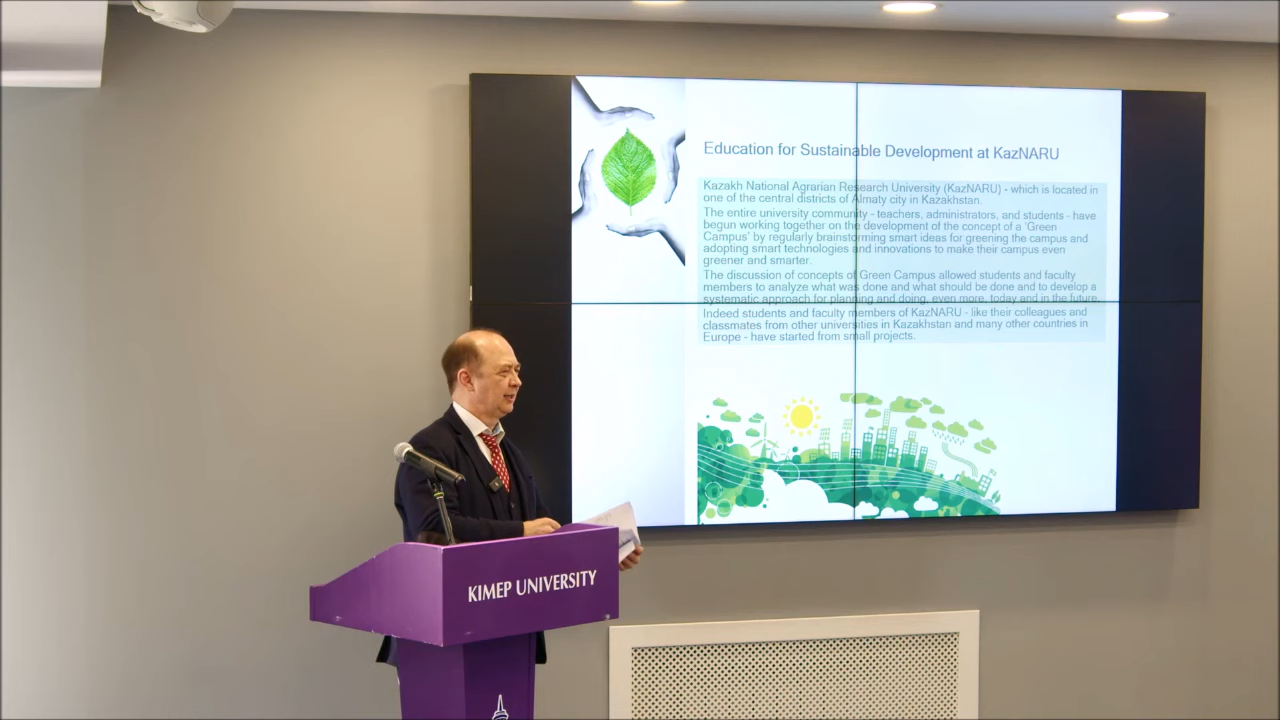 Education for Sustainable Development at KazNARU
Kazakh National Agrarian Research University (KazNARU) - which is located in
one of the central districts of Almaty city in Kazakhstan.
The entire university community - teachers, administrators, and students - have
begun working together on the development of the concept of a 'Green
Campus' by regularly brainstorming smart ideas for greening the campus and
adopting smart technologies and innovations to make their campus even
greener and smarter.
The discussion of concepts of Green Campus allowed students and faculty
members to analyze what was done and what should be done and to develop a
systematic approach for planning and doing, even more, today and in the future.
Indeed students and faculty members of KazNARU - like their colleagues and
classmates from other universities in Kazakhstan and many other countries in
Europe - have started from small projects.
KIMEP UNIVERSITY